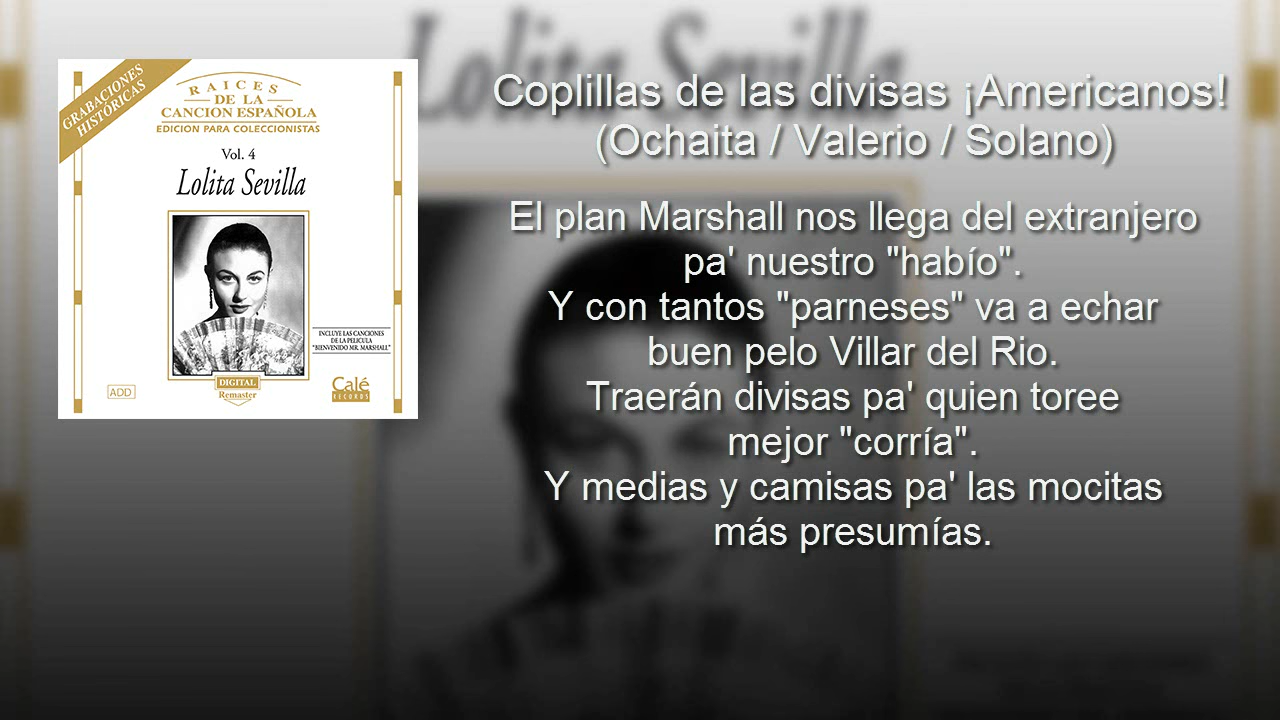 Lolita Sevilla
GRABACIONES
HISTÓRICAS
RAICES
DE LA
CANCION ESPAÑOLA
EDICION PARA COLECCIONISTAS
Vol. 4
Lolita Sevilla
INCLUYE LAS CANCIONES
DE LA PELICULA
"BIENVENIDO MR. MARSHALL"
ADD
DIGITAL
Remaster
Calé
RECORDS
Coplillas de las divisas ¡Americanos!
(Ochaita / Valerio / Solano)
El plan Marshall nos llega del extranjero
pa' nuestro "habío".
Y con tantos "parneses" va a echar
buen pelo Villar del Rio.
Traerán divisas pa' quien toree
mejor "corría".
Y medias y camisas pa' las mocitas
más presumías.